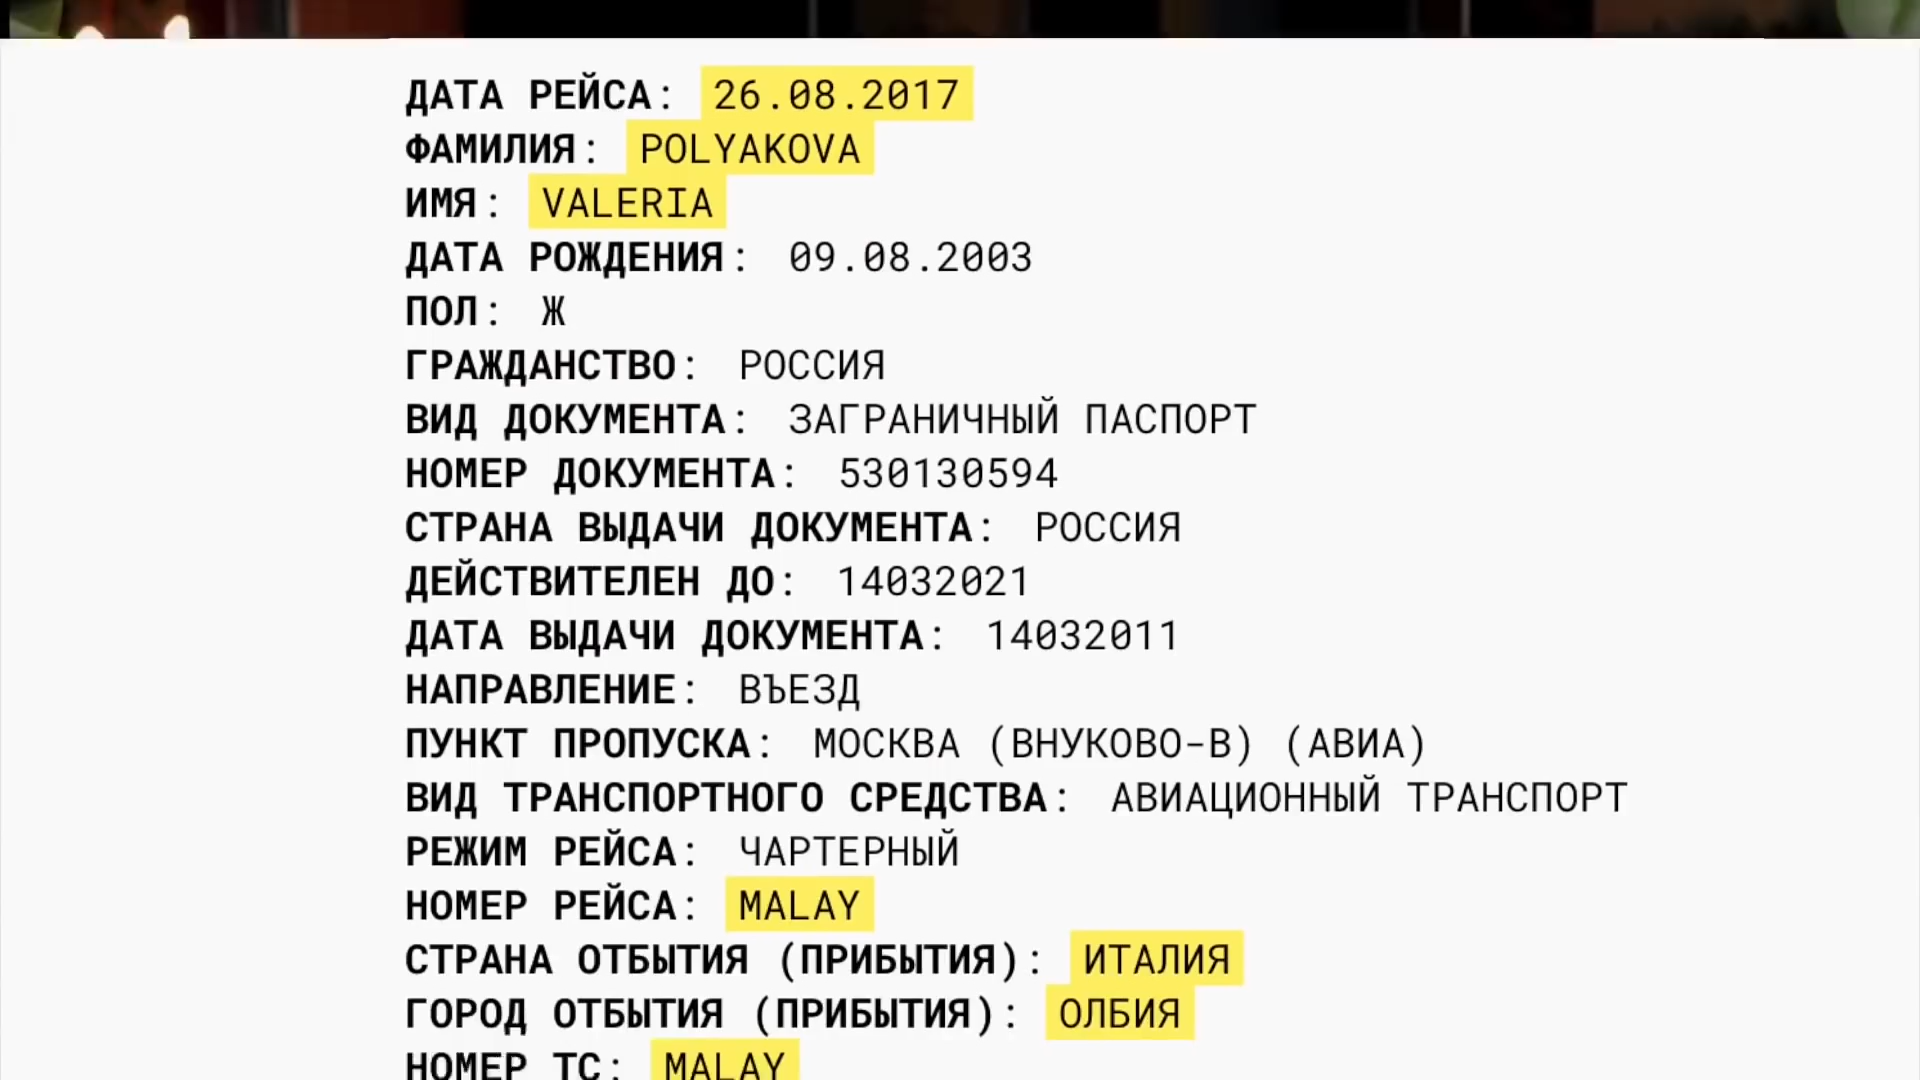 ДАТА РЕЙСА: 26.08.2017
ФАМИЛИЯ: POLYAKOVA
ИМЯ: VALERIA
ДАТА РОЖДЕНИЯ: 09.08.2003
ПОЛ: Ж
ГРАЖДАНСТВО: РОССИЯ
ВИД ДОКУМЕНТА: ЗАГРАНИЧНЫЙ ПАСПОРТ
НОМЕР ДОКУМЕНТА: 530130594
СТРАНА ВЫДАЧИ ДОКУМЕНТА: РОССИЯ
ДЕЙСТВИТЕЛЕН ДО: 14032021
ДАТА ВЫДАЧИ ДОКУМЕНТА: 14032011
НАПРАВЛЕНИЕ: ВЪЕЗД
ПУНКТ ПРОПУСКА: МОСКВА (ВНУКОВО-В) (АВИА)
ВИД ТРАНСПОРТНОГО СРЕДСТВА: АВИАЦИОННЫЙ ТРАНСПОРТ
РЕЖИМ РЕЙСА: ЧАРТЕРНЫЙ
НОМЕР РЕЙСА: MALAY
СТРАНА ОТБЫТИЯ (ПРИБЫТИЯ): ИТАЛИЯ
ГОРОД ОТБЫТИЯ (ПРИБЫТИЯ): ОЛБИЯ
НОМЕР ТС: MALAY